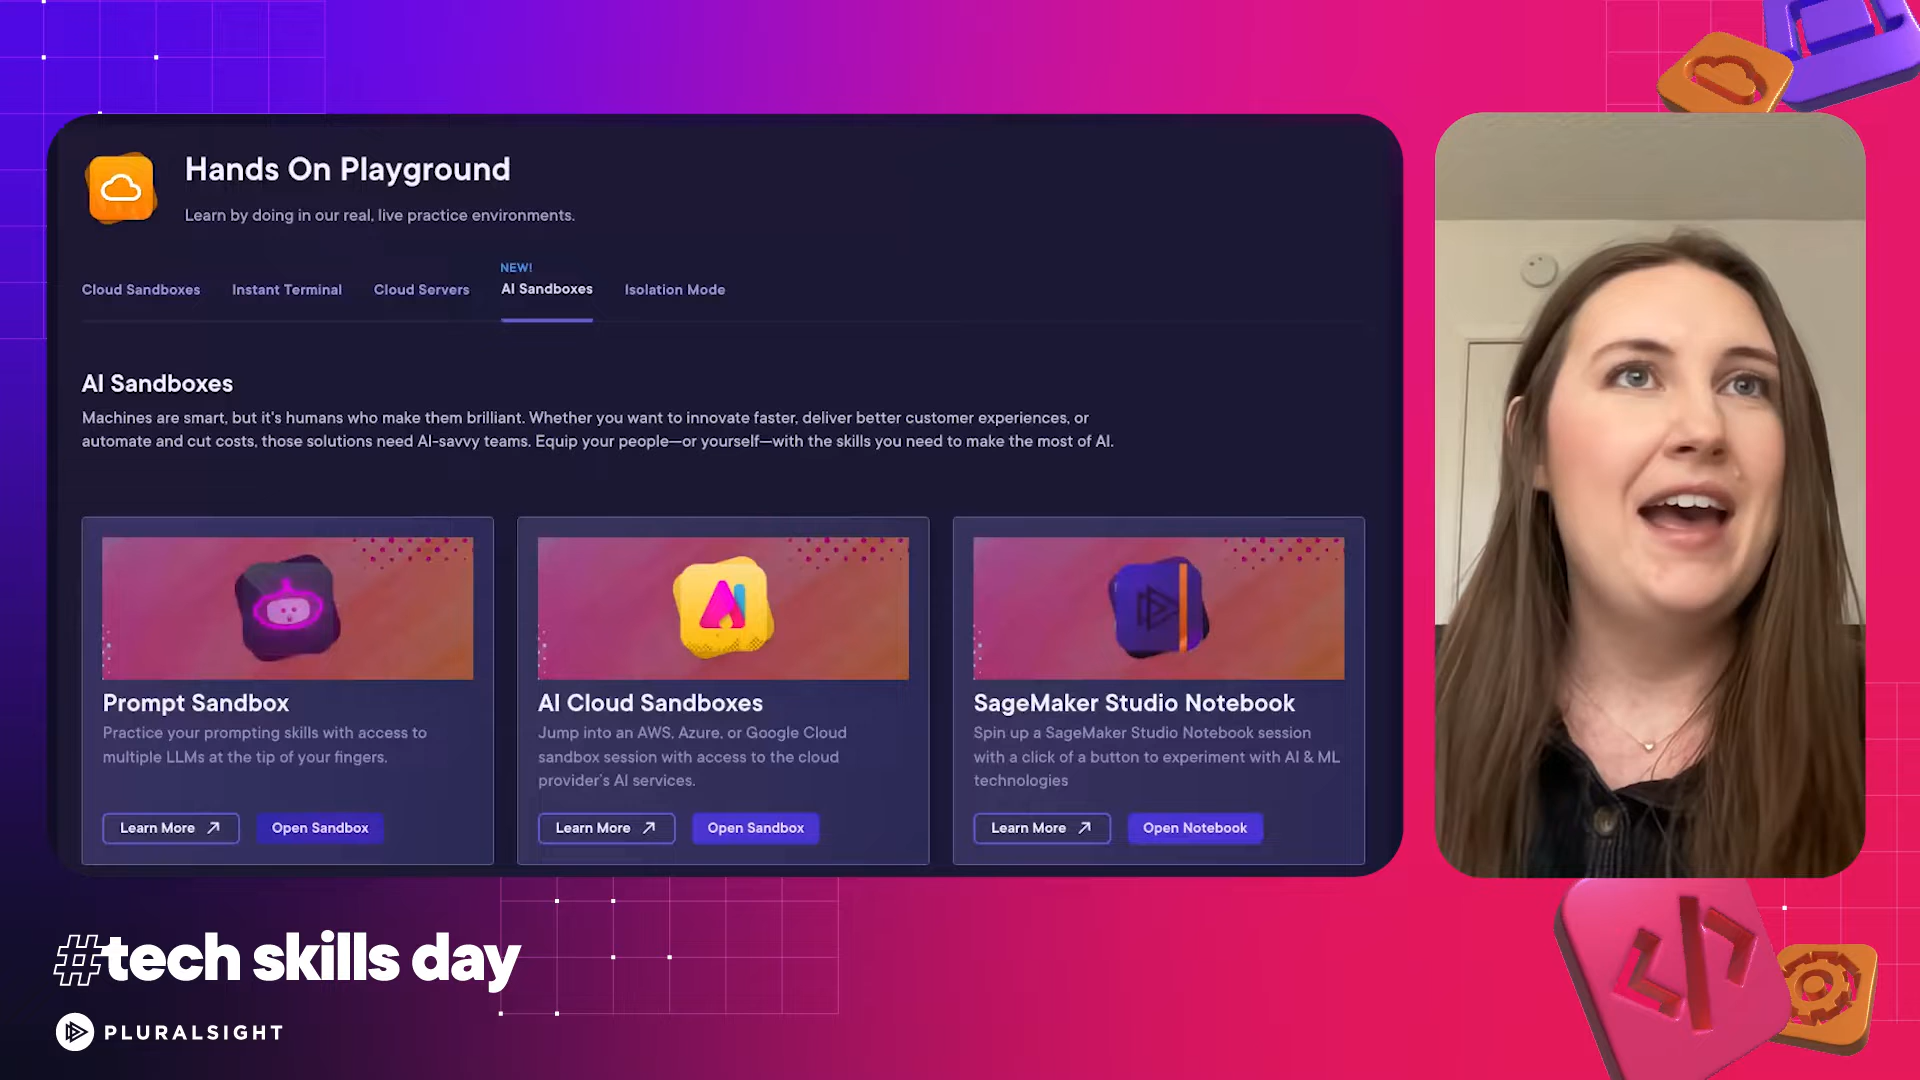 Hands On Playground
Learn by doing in our real, live practice environments.
NEW!
Cloud Sandboxes
Instant Terminal
Cloud Servers
AI Sandboxes
Isolation Mode
AI Sandboxes
Machines are smart, but it's humans who make them brilliant. Whether you want to innovate faster, deliver better customer experiences, or
automate and cut costs, those solutions need AI-savvy teams. Equip your people—or yourself—with the skills you need to make the most of AI.
Prompt Sandbox
Practice your prompting skills with access to
multiple LLMs at the tip of your fingers.
Learn More
Open Sandbox
AI Cloud Sandboxes
Jump into an AWS, Azure, or Google Cloud
sandbox session with access to the cloud
provider's AI services.
Learn More
Open Sandbox
SageMaker Studio Notebook
Spin up a SageMaker Studio Notebook session
with a click of a button to experiment with AI & ML
technologies
Learn More
Open Notebook
#tech skills day
PLURALSIGHT